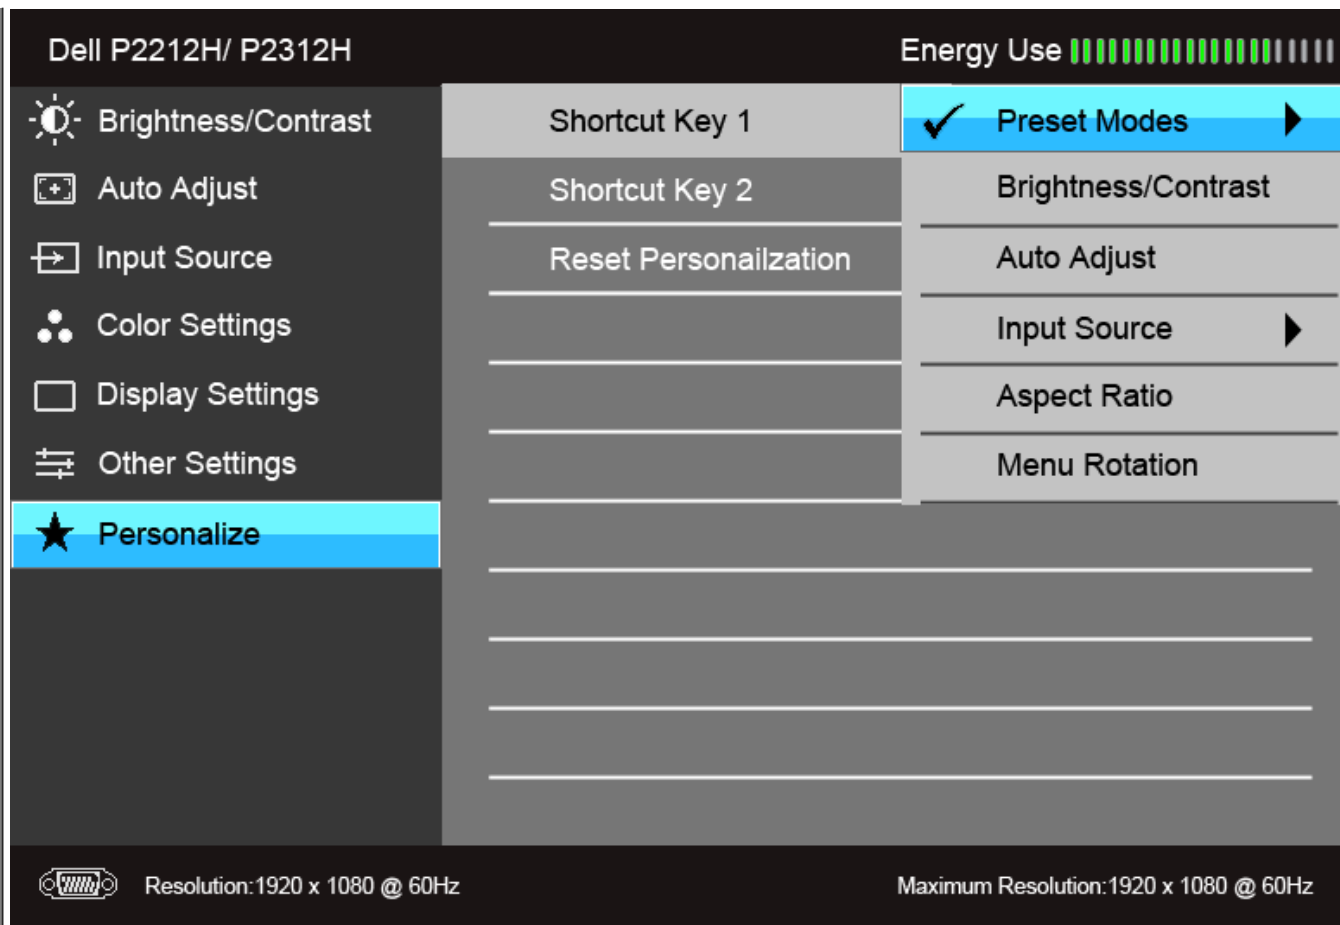 Dell P2212H/ P2312H
Energy Use
Brightness/Contrast
Auto Adjust
Input Source
Color Settings
Display Settings
Other Settings
Personalize
Shortcut Key 1
Shortcut Key 2
Reset Personailzation
Preset Modes
Brightness/Contrast
Auto Adjust
Input Source
Aspect Ratio
Menu Rotation
Resolution:1920 x 1080 @ 60Hz
Maximum Resolution:1920 x 1080 @ 60Hz